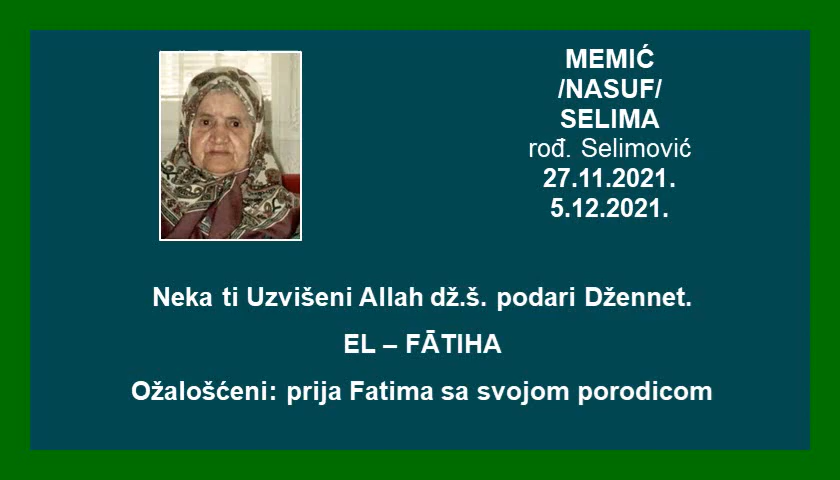 MEMIĆ
/NASUF/
SELIMA
rođ. Selimović
27.11.2021.
5.12.2021.
Neka ti Uzvišeni Allah dž.š. podari Džennet.
EL – FĀTIHA
Ožalošćeni: prija Fatima sa svojom porodicom